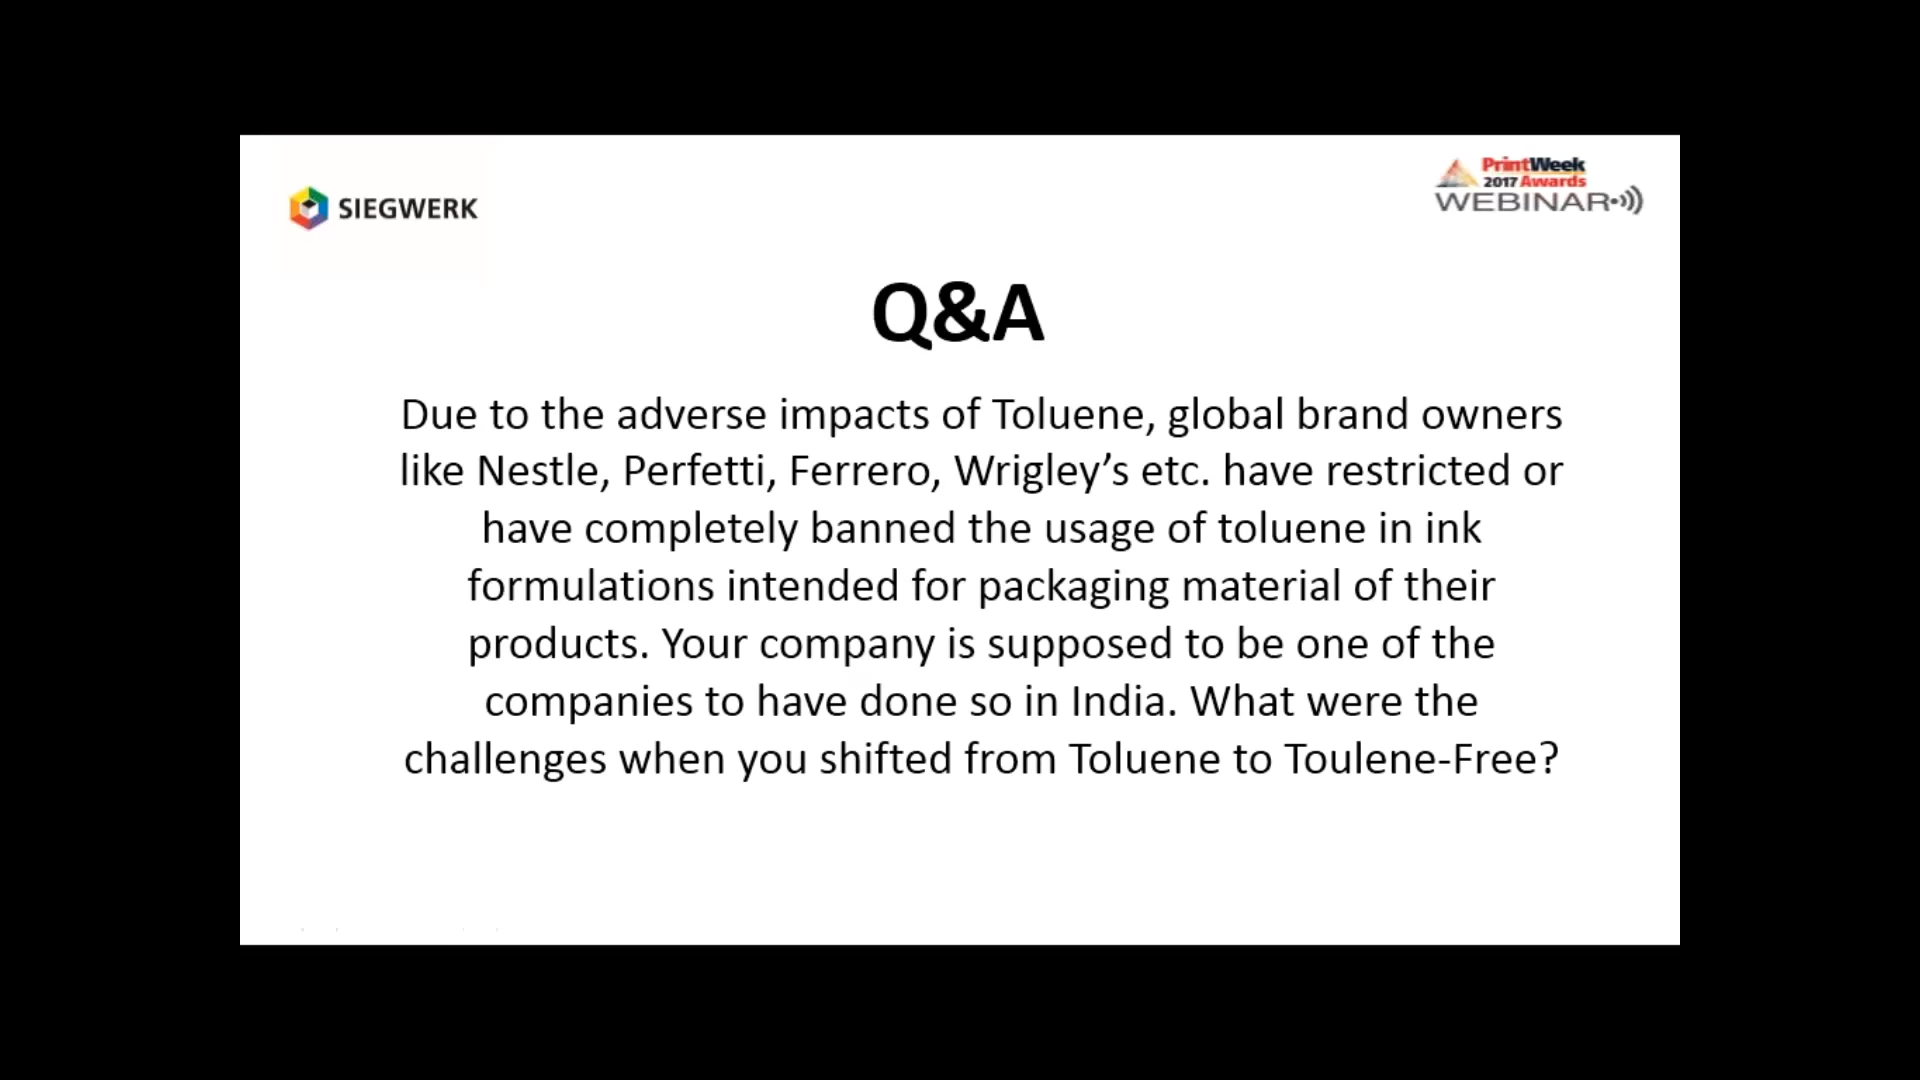 SIEGWERK
PrintWeek
2017 Awards
WEBINAR
Q&A
Due to the adverse impacts of Toluene, global brand owners
like Nestle, Perfetti, Ferrero, Wrigley’s etc. have restricted or
have completely banned the usage of toluene in ink
formulations intended for packaging material of their
products. Your company is supposed to be one of the
companies to have done so in India. What were the
challenges when you shifted from Toluene to Toulene-Free?